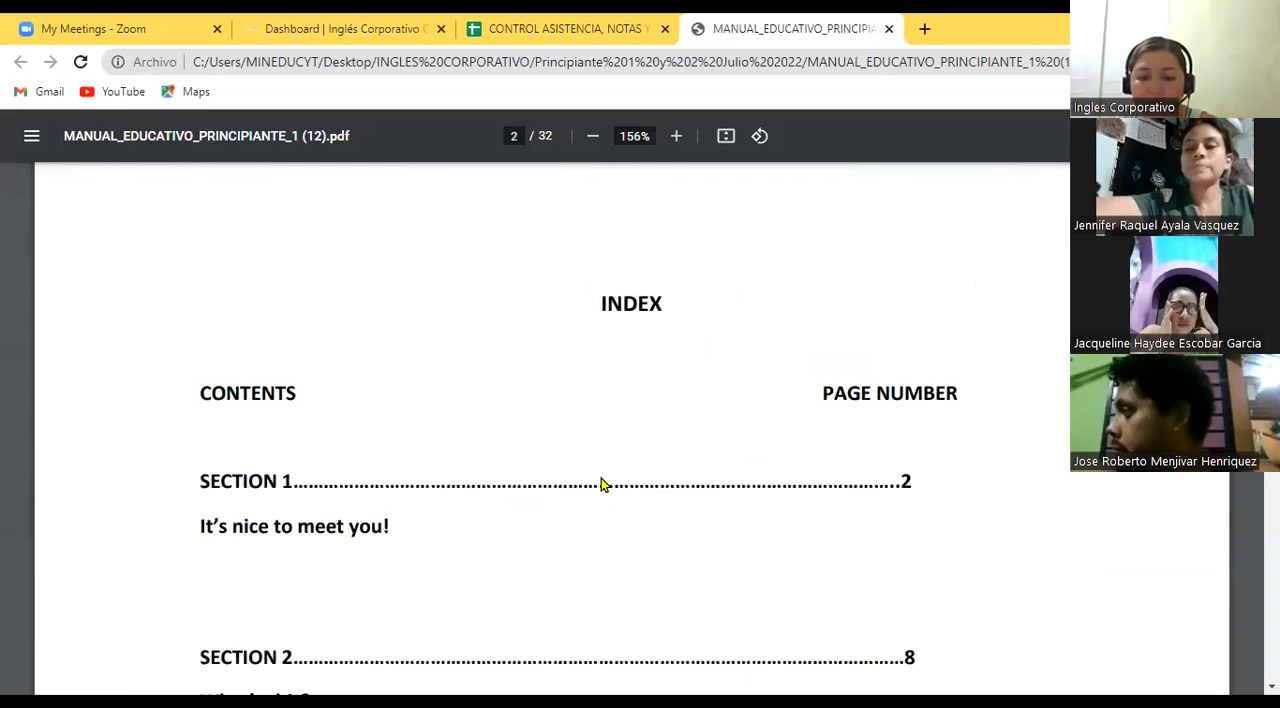 My Meetings - Zoom
Dashboard | Inglés Corporativo C
CONTROL ASISTENCIA, NOTAS Y
MANUAL_EDUCATIVO_PRINCIPIA
Archivo
C:/Users/MINEDUCYT/Desktop/INGLES%20CORPORATIVO/Principiante%201%20y%202%20Julio%202022/MANUAL_EDUCATIVO_PRINCIPIANTE_1%20(1
Gmail
YouTube
Maps
MANUAL_EDUCATIVO_PRINCIPIANTE_1 (12).pdf
2 / 32
156%
INDEX
CONTENTS PAGE NUMBER
SECTION 1……………………………………………………………………………………………..2
It’s nice to meet you!
SECTION 2………………………………………………………………………………………………8
Ingles Corporativo
Jennifer Raquel Ayala Vasquez
Jacqueline Haydee Escobar Garcia
Jose Roberto Menjivar Henriquez